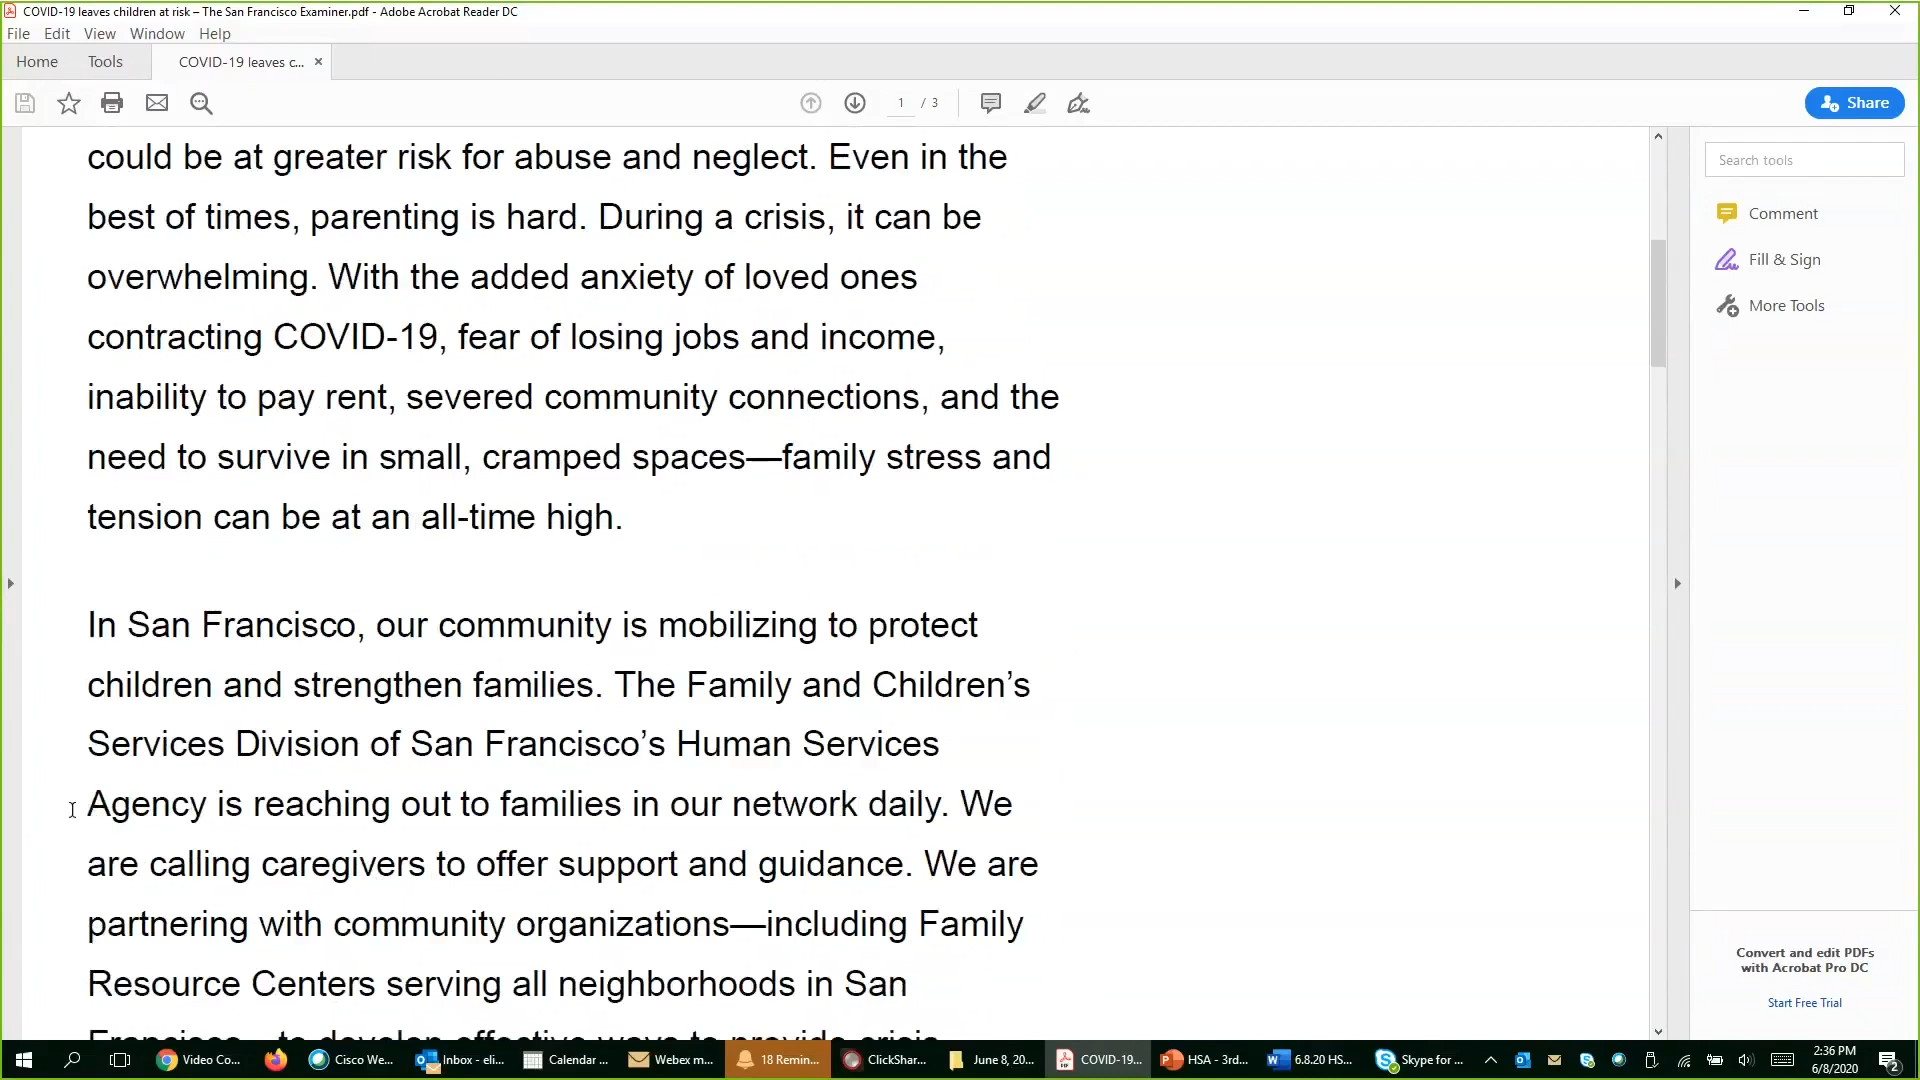 COVID-19 leaves children at risk – The San Francisco Examiner.pdf - Adobe Acrobat Reader DC
File Edit View Window Help
Home Tools COVID-19 leaves c... ×
1 / 3
Share
could be at greater risk for abuse and neglect. Even in the
best of times, parenting is hard. During a crisis, it can be
overwhelming. With the added anxiety of loved ones
contracting COVID-19, fear of losing jobs and income,
inability to pay rent, severed community connections, and the
need to survive in small, cramped spaces—family stress and
tension can be at an all-time high.
In San Francisco, our community is mobilizing to protect
children and strengthen families. The Family and Children’s
Services Division of San Francisco’s Human Services
Agency is reaching out to families in our network daily. We
are calling caregivers to offer support and guidance. We are
partnering with community organizations—including Family
Resource Centers serving all neighborhoods in San
Francisco—to develop effective ways to provide crisis
Search tools
Comment
Fill & Sign
More Tools
Convert and edit PDFs
with Acrobat Pro DC
Start Free Trial
Video Co... Cisco We... Inbox - eli... Calendar ... Webex m... 18 Remin... ClickShar... June 8, 20... COVID-19... HSA - 3rd... 6.8.20 HS... Skype for ...
2:36 PM
6/8/2020
2